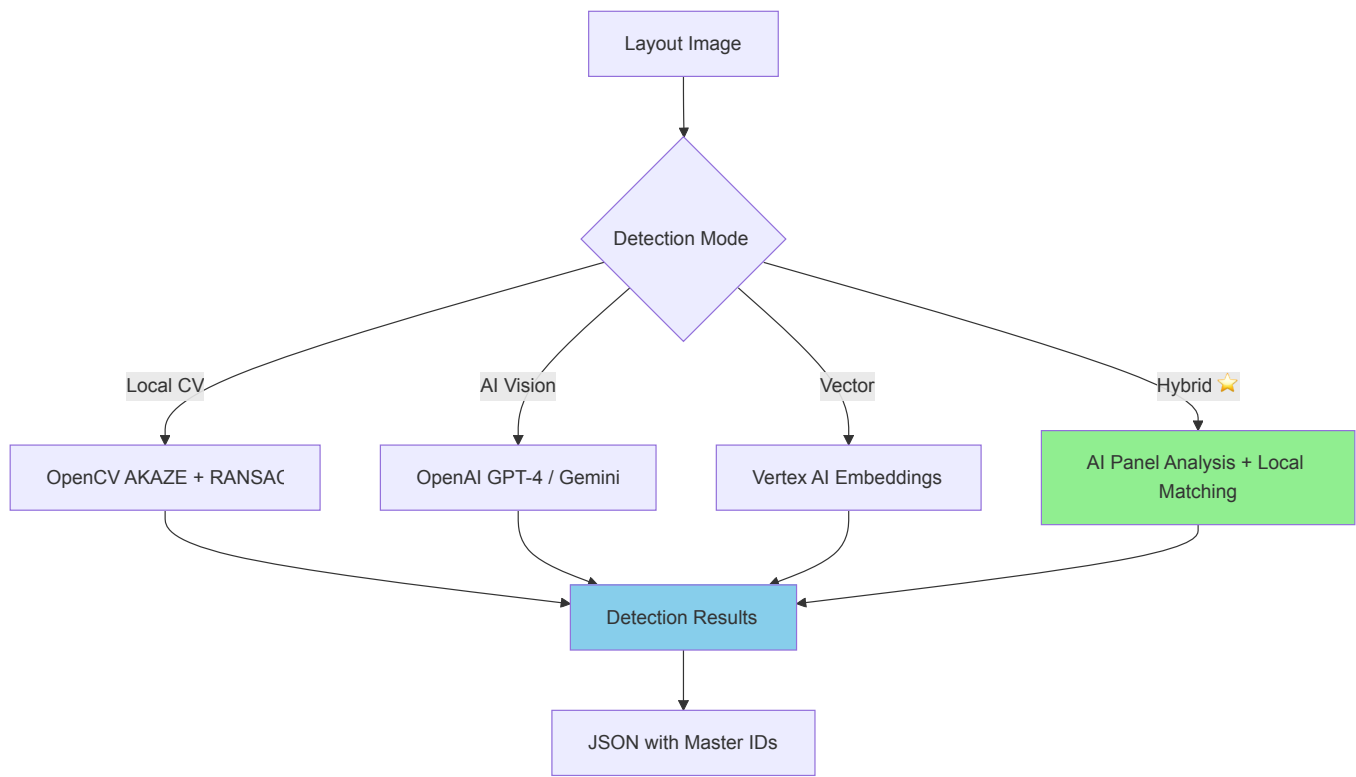 Layout Image
Detection Mode
Local CV
AI Vision
Vector
Hybrid ⭐
OpenCV AKAZE + RANSAC
OpenAI GPT-4 / Gemini
Vertex AI Embeddings
AI Panel Analysis + Local
Matching
Detection Results
JSON with Master IDs